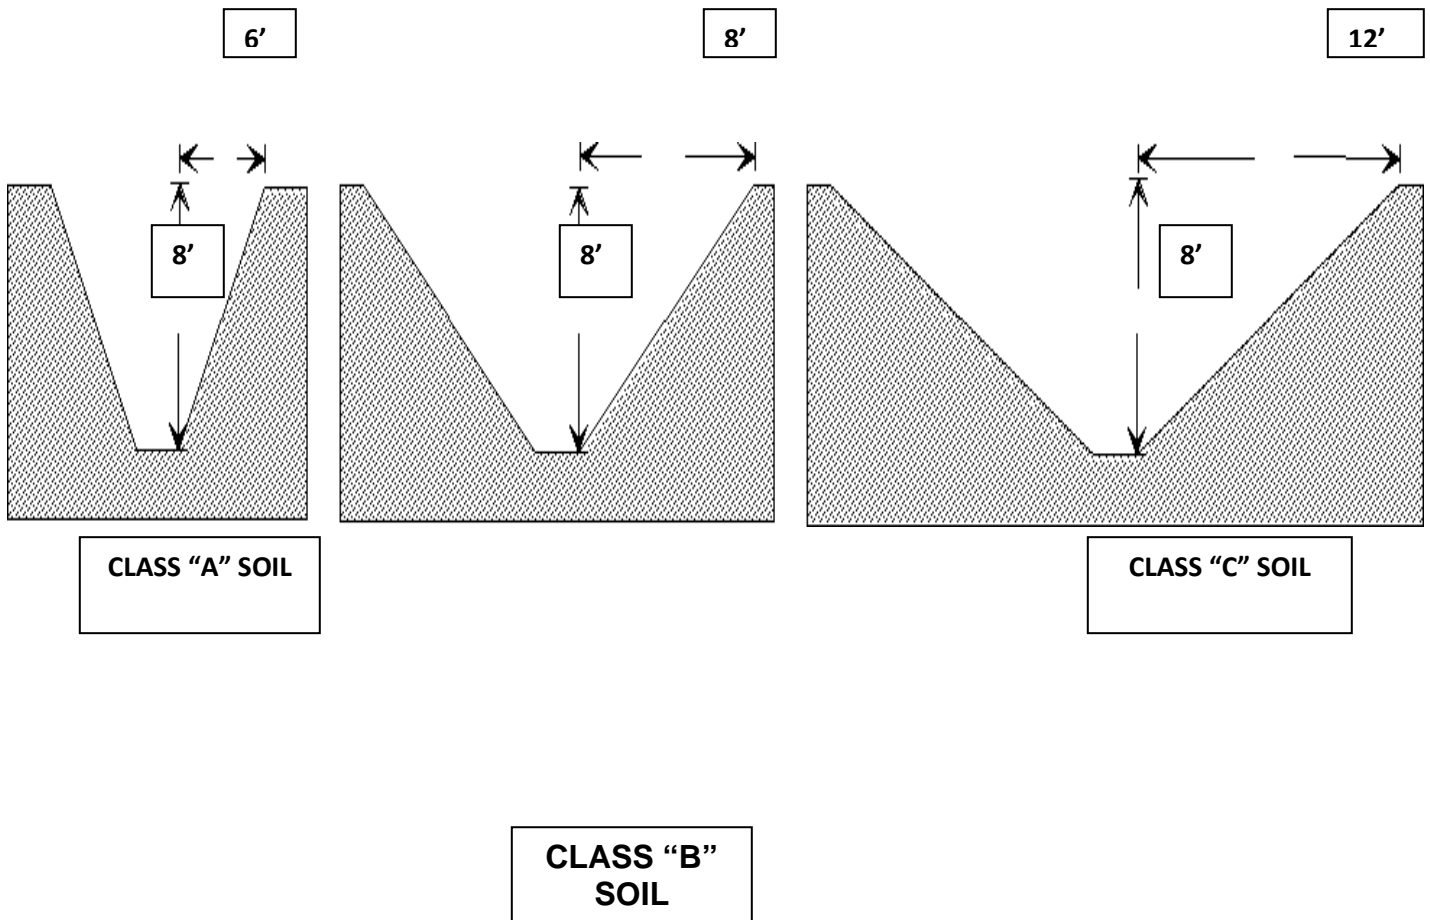 6’
8’
12’
8’
8’
8’
CLASS “A” SOIL
CLASS “C” SOIL
CLASS “B”
SOIL